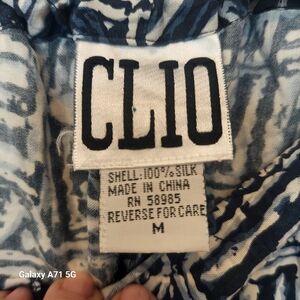 CLIO
SHELL: 100% SILK
MADE IN CHINA
RN 58985
REVERSE FOR CARE
M
Galaxy A71 5G